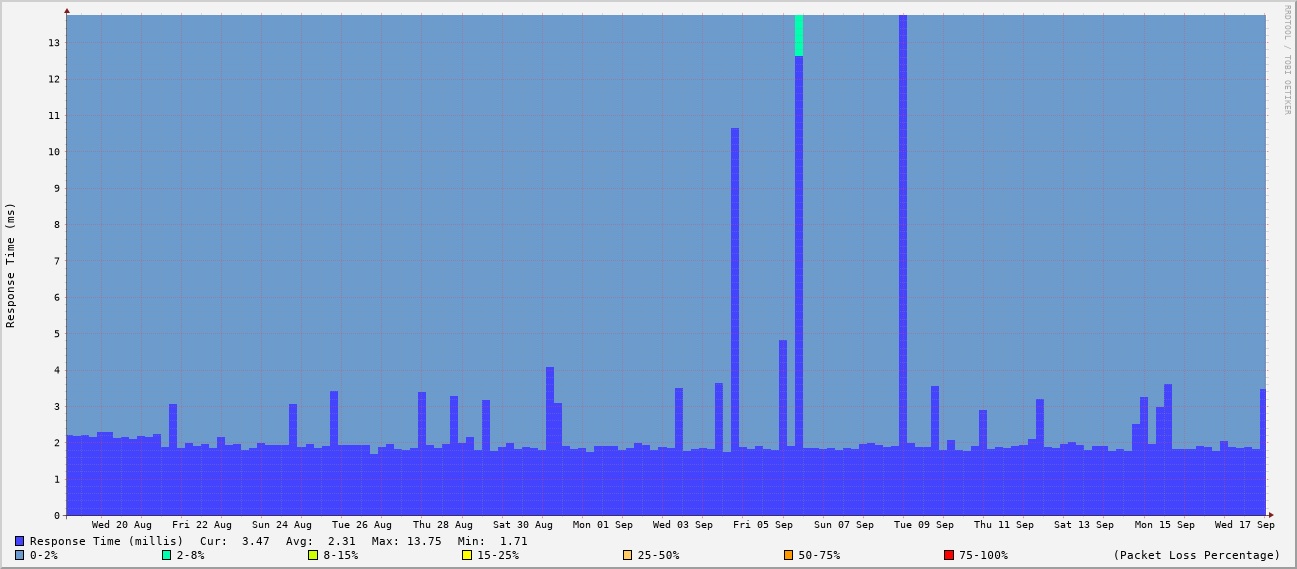 RRDTOOL / TOBI OETIKER
Response Time (ms)
13
12
11
10
9
8
7
6
5
4
3
2
1
0
Wed 20 Aug Fri 22 Aug Sun 24 Aug Tue 26 Aug Thu 28 Aug Sat 30 Aug Mon 01 Sep Wed 03 Sep Fri 05 Sep Sun 07 Sep Tue 09 Sep Thu 11 Sep Sat 13 Sep Mon 15 Sep Wed 17 Sep
Response Time (millis) Cur: 3.47 Avg: 2.31 Max: 13.75 Min: 1.71
0-2% 2-8% 8-15% 15-25% 25-50% 50-75% 75-100% (Packet Loss Percentage)